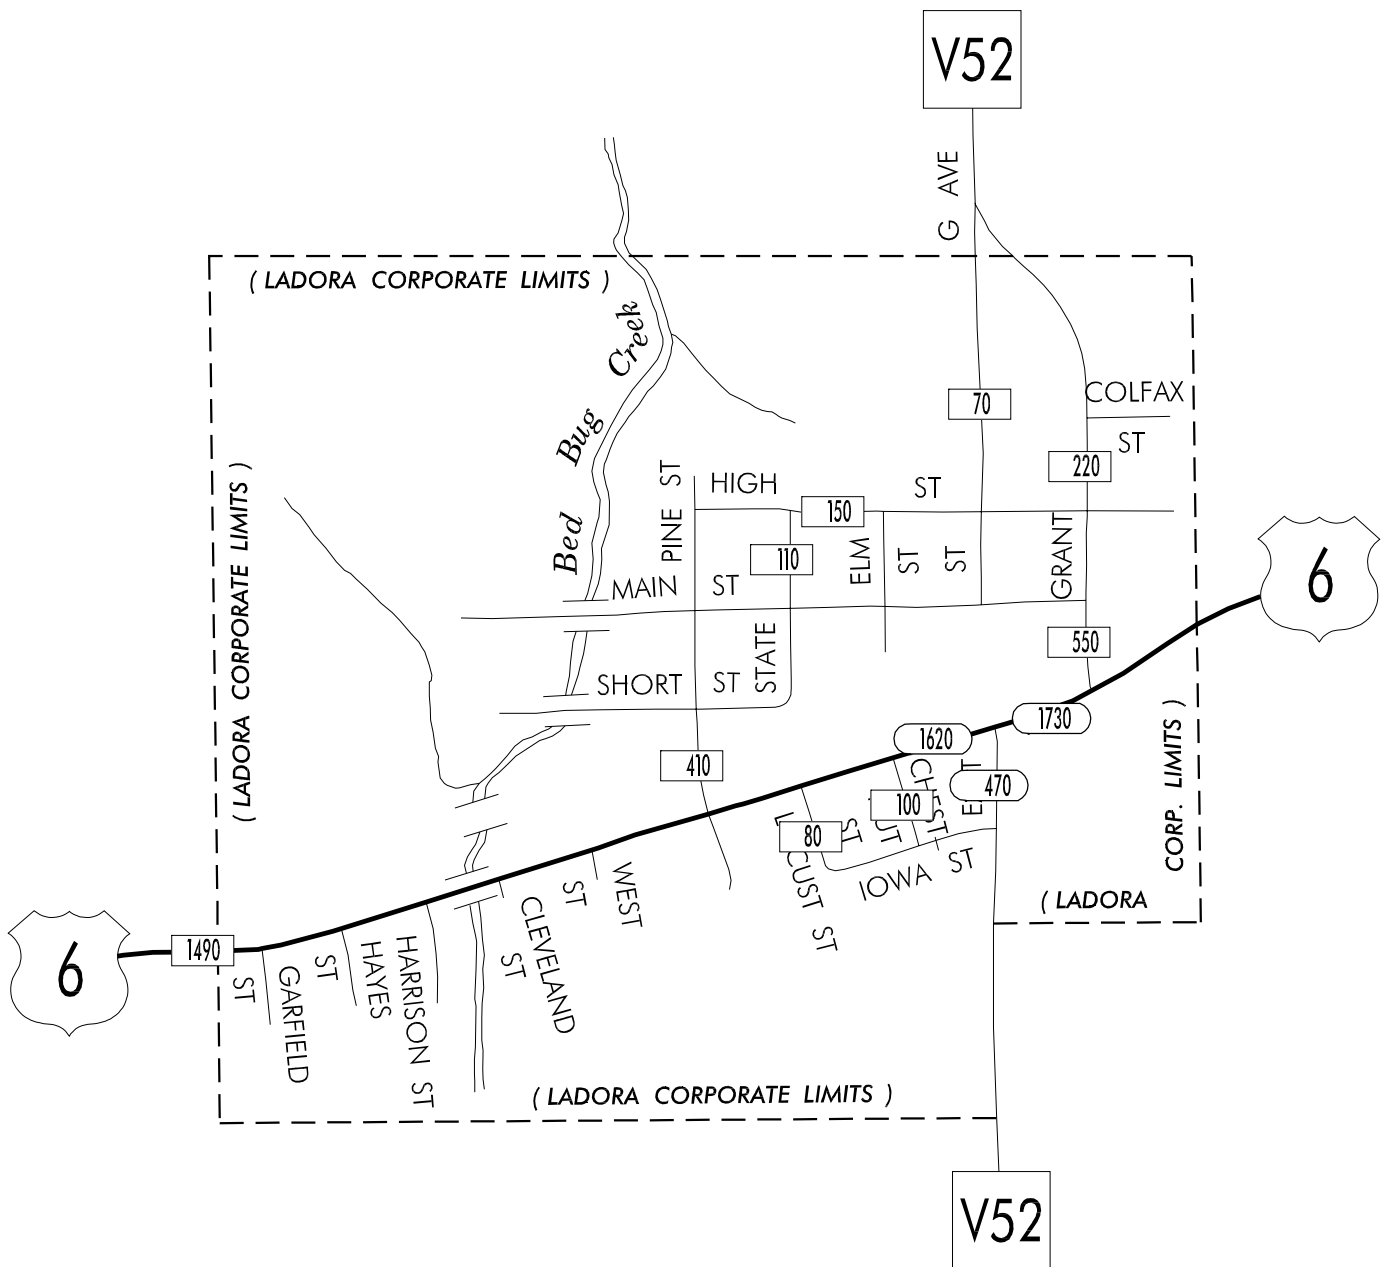 V52
G AVE
( LADORA CORPORATE LIMITS )
Bed Bug Creek
70
COLFAX ST
220
PINE ST
HIGH ST
150
110
ELM ST
ST
GRANT
( LADORA CORPORATE LIMITS )
MAIN ST
6
STATE
550
SHORT ST
1730
1620
410
470
100
80
CORP. LIMITS )
( LADORA
IOWA ST
ST
CUST ST
WEST ST
CLEVELAND ST
6
1490
HARRISON ST
HAYES ST
GARFIELD ST
( LADORA CORPORATE LIMITS )
V52